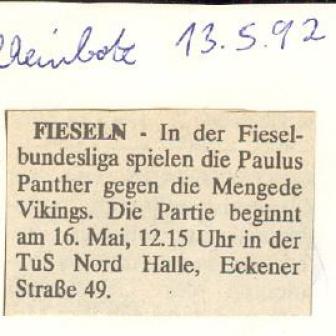 Rheinbote 13.5.92
FIESELN - In der Fiesel-
bundesliga spielen die Paulus
Panther gegen die Mengede
Vikings. Die Partie beginnt
am 16. Mai, 12.15 Uhr in der
TuS Nord Halle, Eckener
Straße 49.